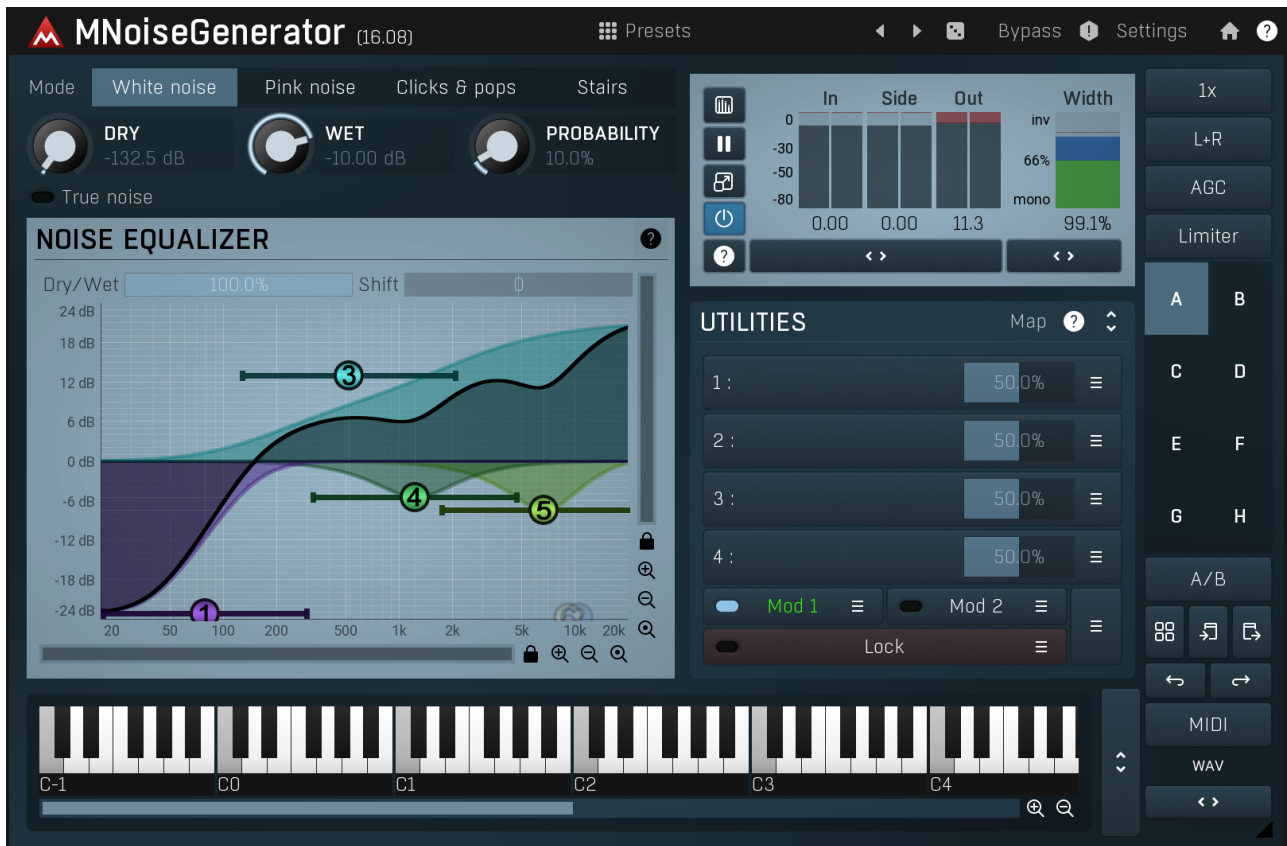 MNoiseGenerator (16.08) Presets Bypass Settings ?
Mode White noise Pink noise Clicks & pops Stairs
DRY
-132.5 dB
WET
-10.00 dB
PROBABILITY
10.0%
True noise
NOISE EQUALIZER ?
Dry/Wet 100.0% Shift 0
24 dB
18 dB
12 dB
6 dB
0 dB
-6 dB
-12 dB
-18 dB
-24 dB
3
4
5
1
20 50 100 200 500 1k 2k 5k 10k 20k
In Side Out Width
0
-30
-50
-80
inv
66%
mono
0.00 0.00 11.3 99.1%
?
UTILITIES Map ?
1 : 50.0%
2 : 50.0%
3 : 50.0%
4 : 50.0%
Mod 1 Mod 2
Lock
1x
L+R
AGC
Limiter
A B
C D
E F
G H
A/B
MIDI
WAV
C-1 C0 C1 C2 C3 C4